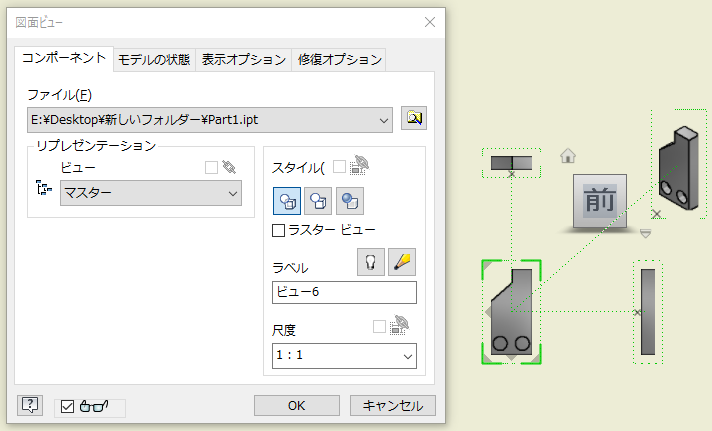 図面ビュー
コンポーネント モデルの状態 表示オプション 修復オプション
ファイル(F)
E:¥Desktop¥新しいフォルダー¥Part1.ipt
リプレゼンテーション
ビュー
マスター
スタイル(
ラスター ビュー
ラベル
ビュー6
尺度
1 : 1
OK キャンセル
前